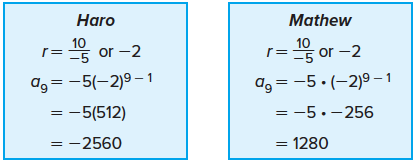 Haro
r = 10/-5 or -2
a₉ = -5(-2)⁹⁻¹
= -5(512)
= -2560
Mathew
r = 10/-5 or -2
a₉ = -5 • (-2)⁹⁻¹
= -5 • -256
= 1280